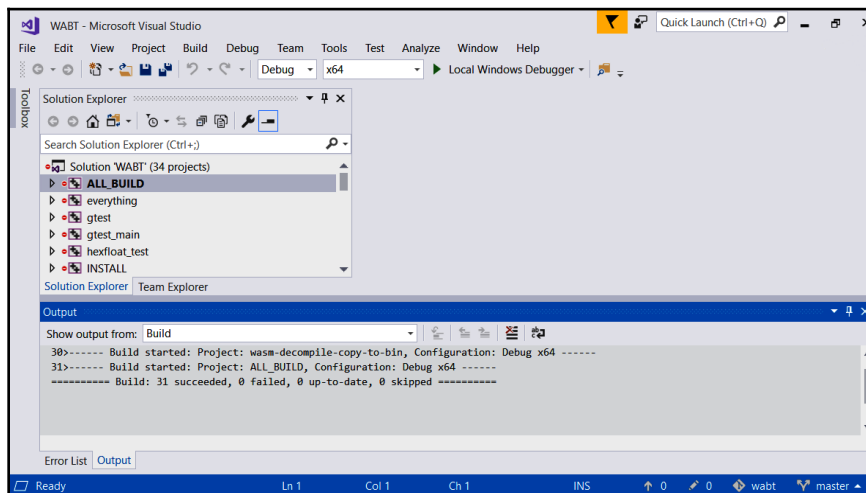 WABT - Microsoft Visual Studio
Quick Launch (Ctrl+Q)
File Edit View Project Build Debug Team Tools Test Analyze Window Help
Debug x64 Local Windows Debugger
Toolbox
Solution Explorer
Search Solution Explorer (Ctrl+;)
Solution 'WABT' (34 projects)
ALL_BUILD
everything
gtest
gtest_main
hexfloat_test
INSTALL
Solution Explorer Team Explorer
Output
Show output from: Build
30>------ Build started: Project: wasm-decompile-copy-to-bin, Configuration: Debug x64 ------
31>------ Build started: Project: ALL_BUILD, Configuration: Debug x64 ------
========== Build: 31 succeeded, 0 failed, 0 up-to-date, 0 skipped ==========
Error List Output
Ready Ln 1 Col 1 Ch 1 INS 0 0 wabt master